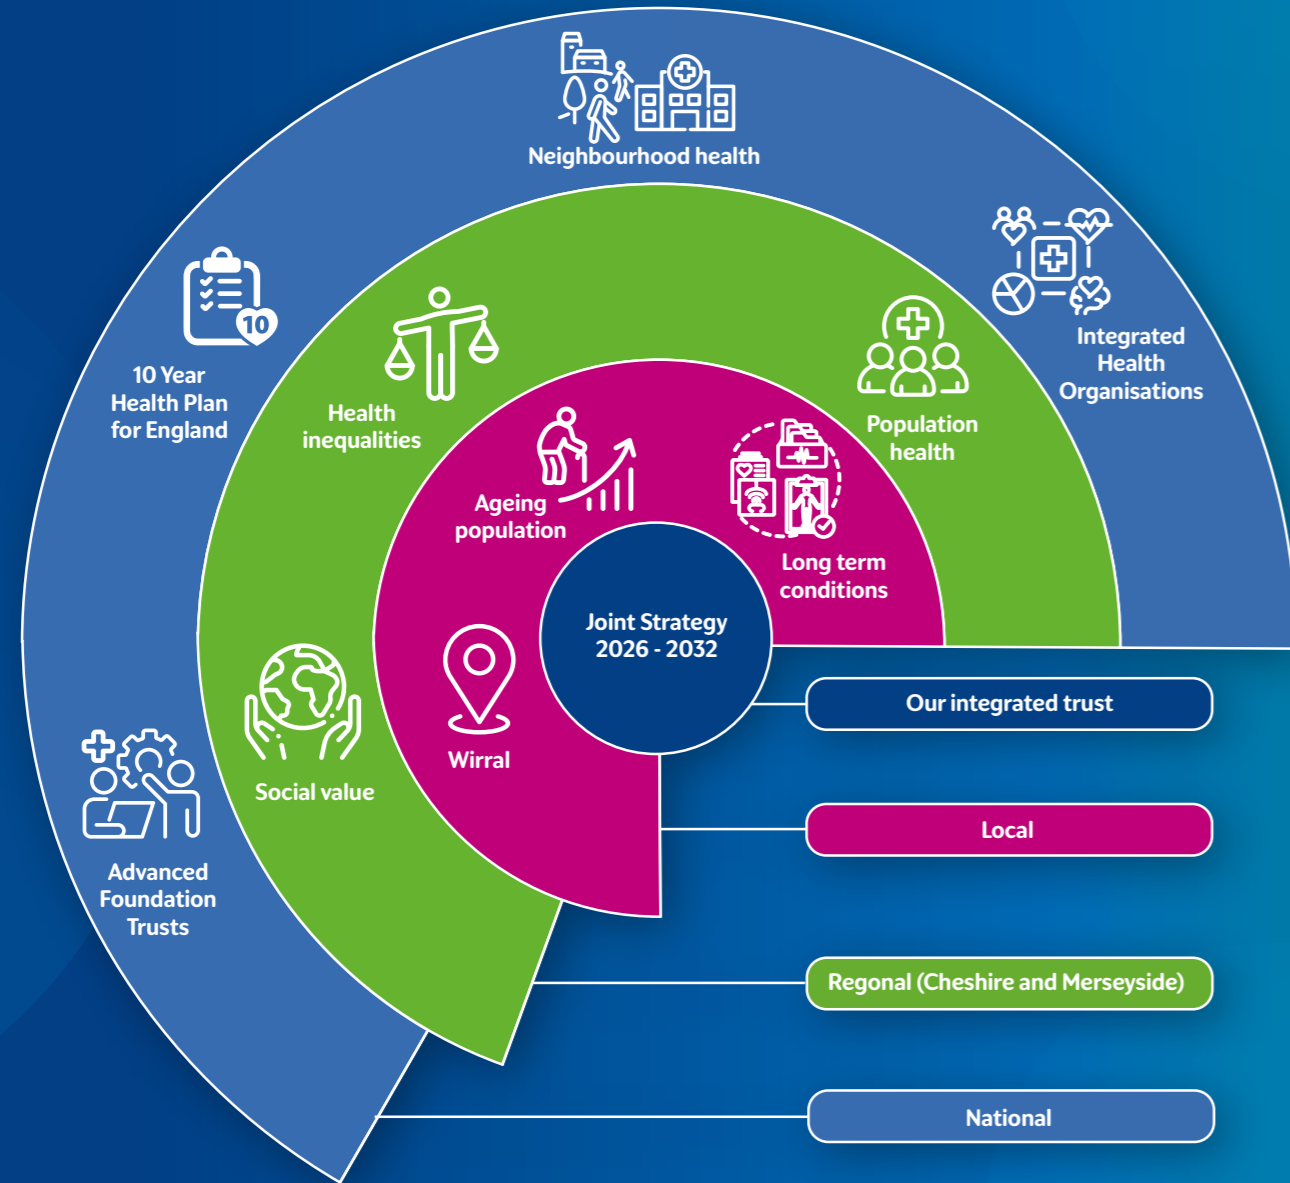 Neighbourhood health
Integrated
Health
Organisations
10
10 Year
Health Plan
for England
Health
inequalities
Population
health
Ageing
population
Long term
conditions
Joint Strategy
2026 - 2032
Our integrated trust
Wirral
Social value
Local
Advanced
Foundation
Trusts
Regonal (Cheshire and Merseyside)
National